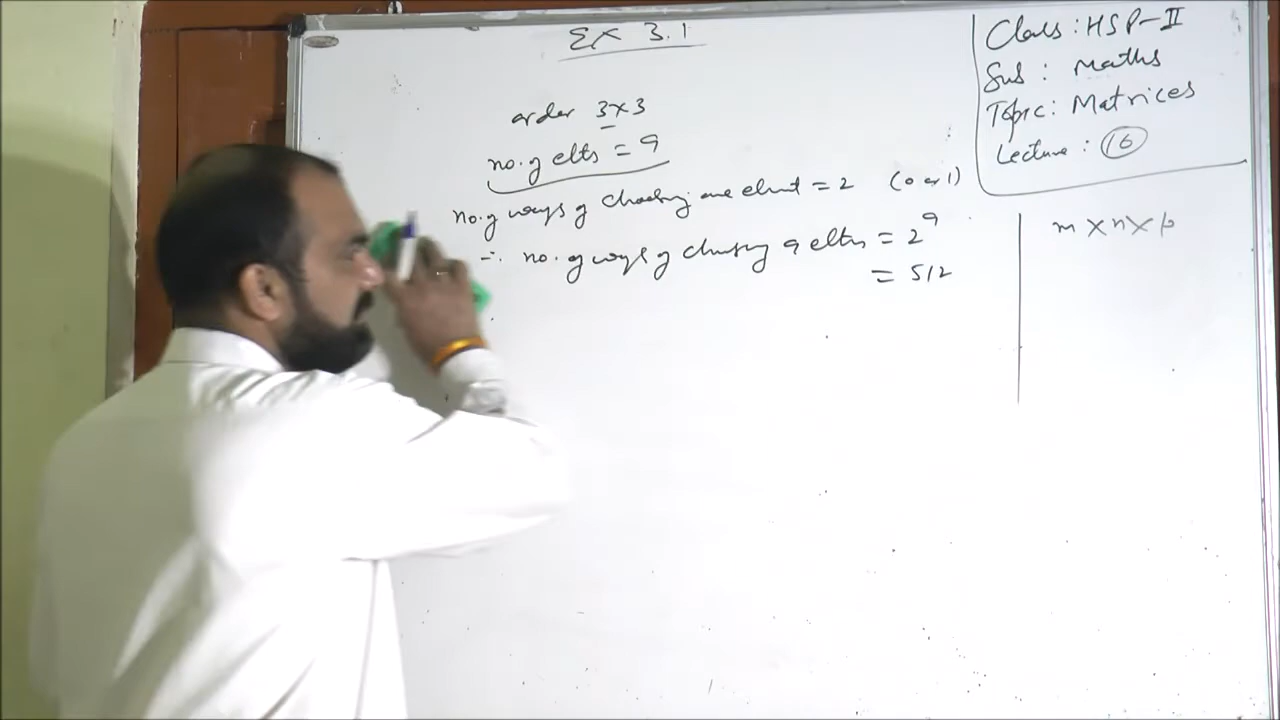 Ex 3.1
order 3×3
no. of elts = 9
no. of ways of choosing one elmnt = 2 (0 or 1)
∴ no. of ways of choosing 9 elts = 2⁹
= 512
m × n × p
Class: HSP-II
Sub: Maths
Topic: Matrices
Lecture: 16